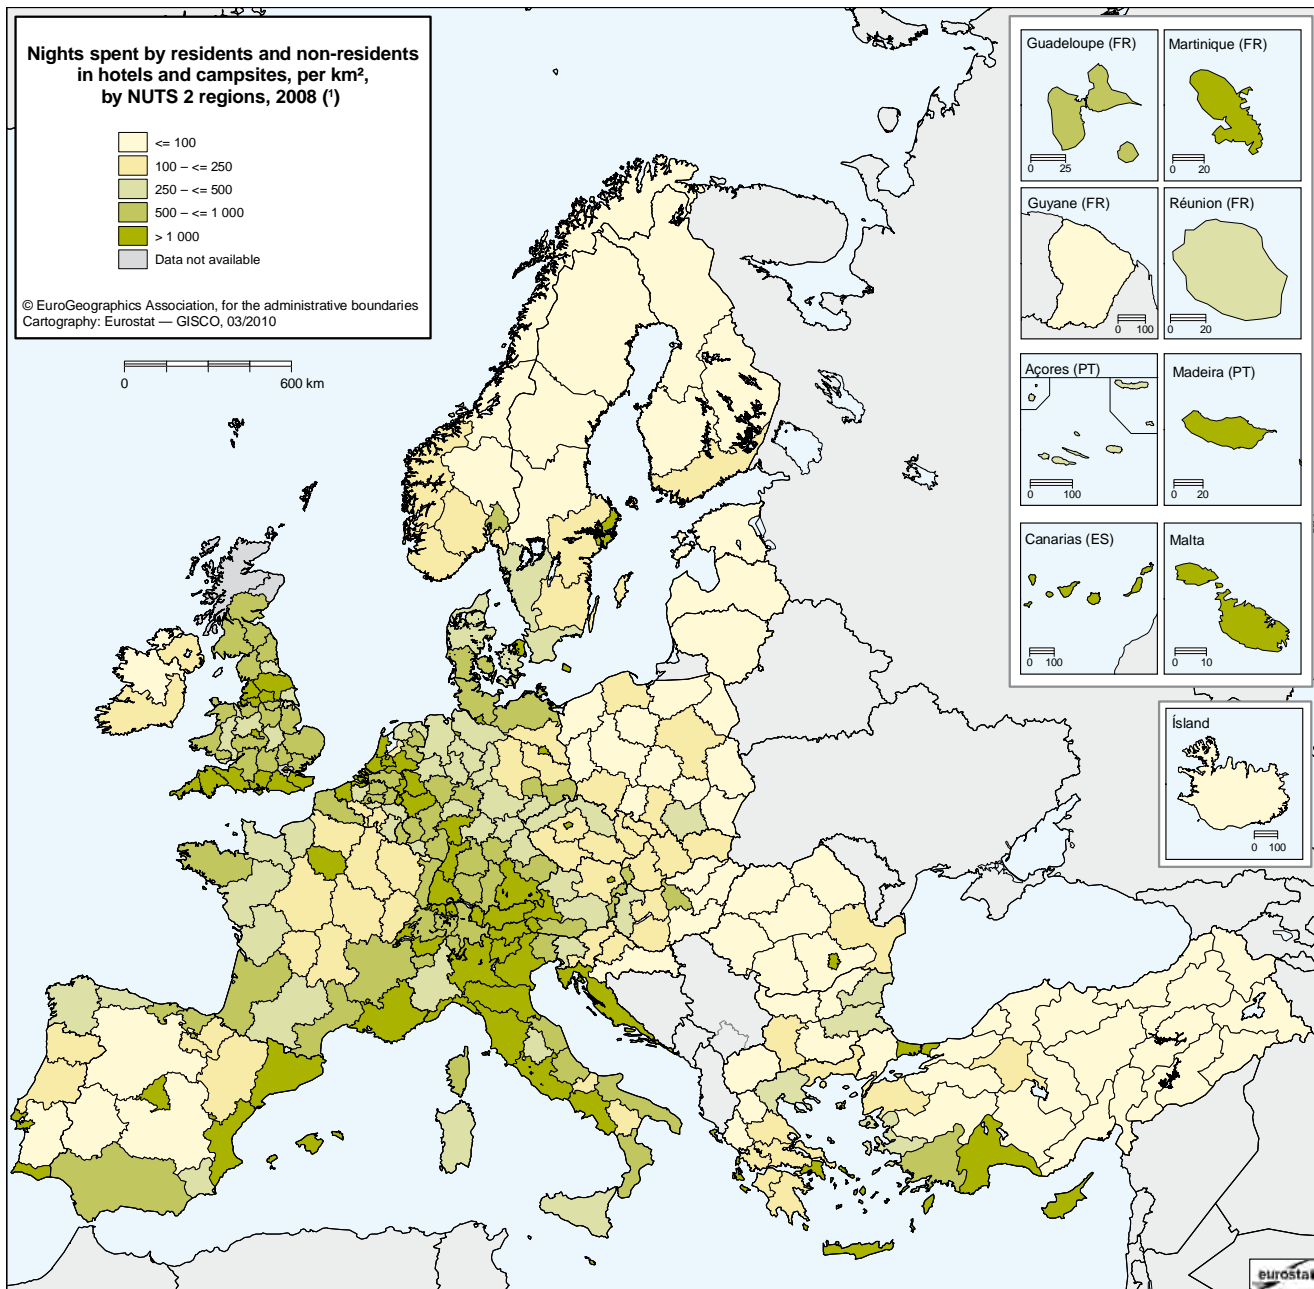 Nights spent by residents and non-residents
in hotels and campsites, per km²,
by NUTS 2 regions, 2008 (¹)
<= 100
100 – <= 250
250 – <= 500
500 – <= 1 000
> 1 000
Data not available
© EuroGeographics Association, for the administrative boundaries
Cartography: Eurostat — GISCO, 03/2010
0 600 km
Guadeloupe (FR)
0 25
Martinique (FR)
0 20
Guyane (FR)
0 100
Réunion (FR)
0 20
Açores (PT)
0 100
Madeira (PT)
0 20
Canarias (ES)
0 100
Malta
0 10
Ísland
0 100
eurostat